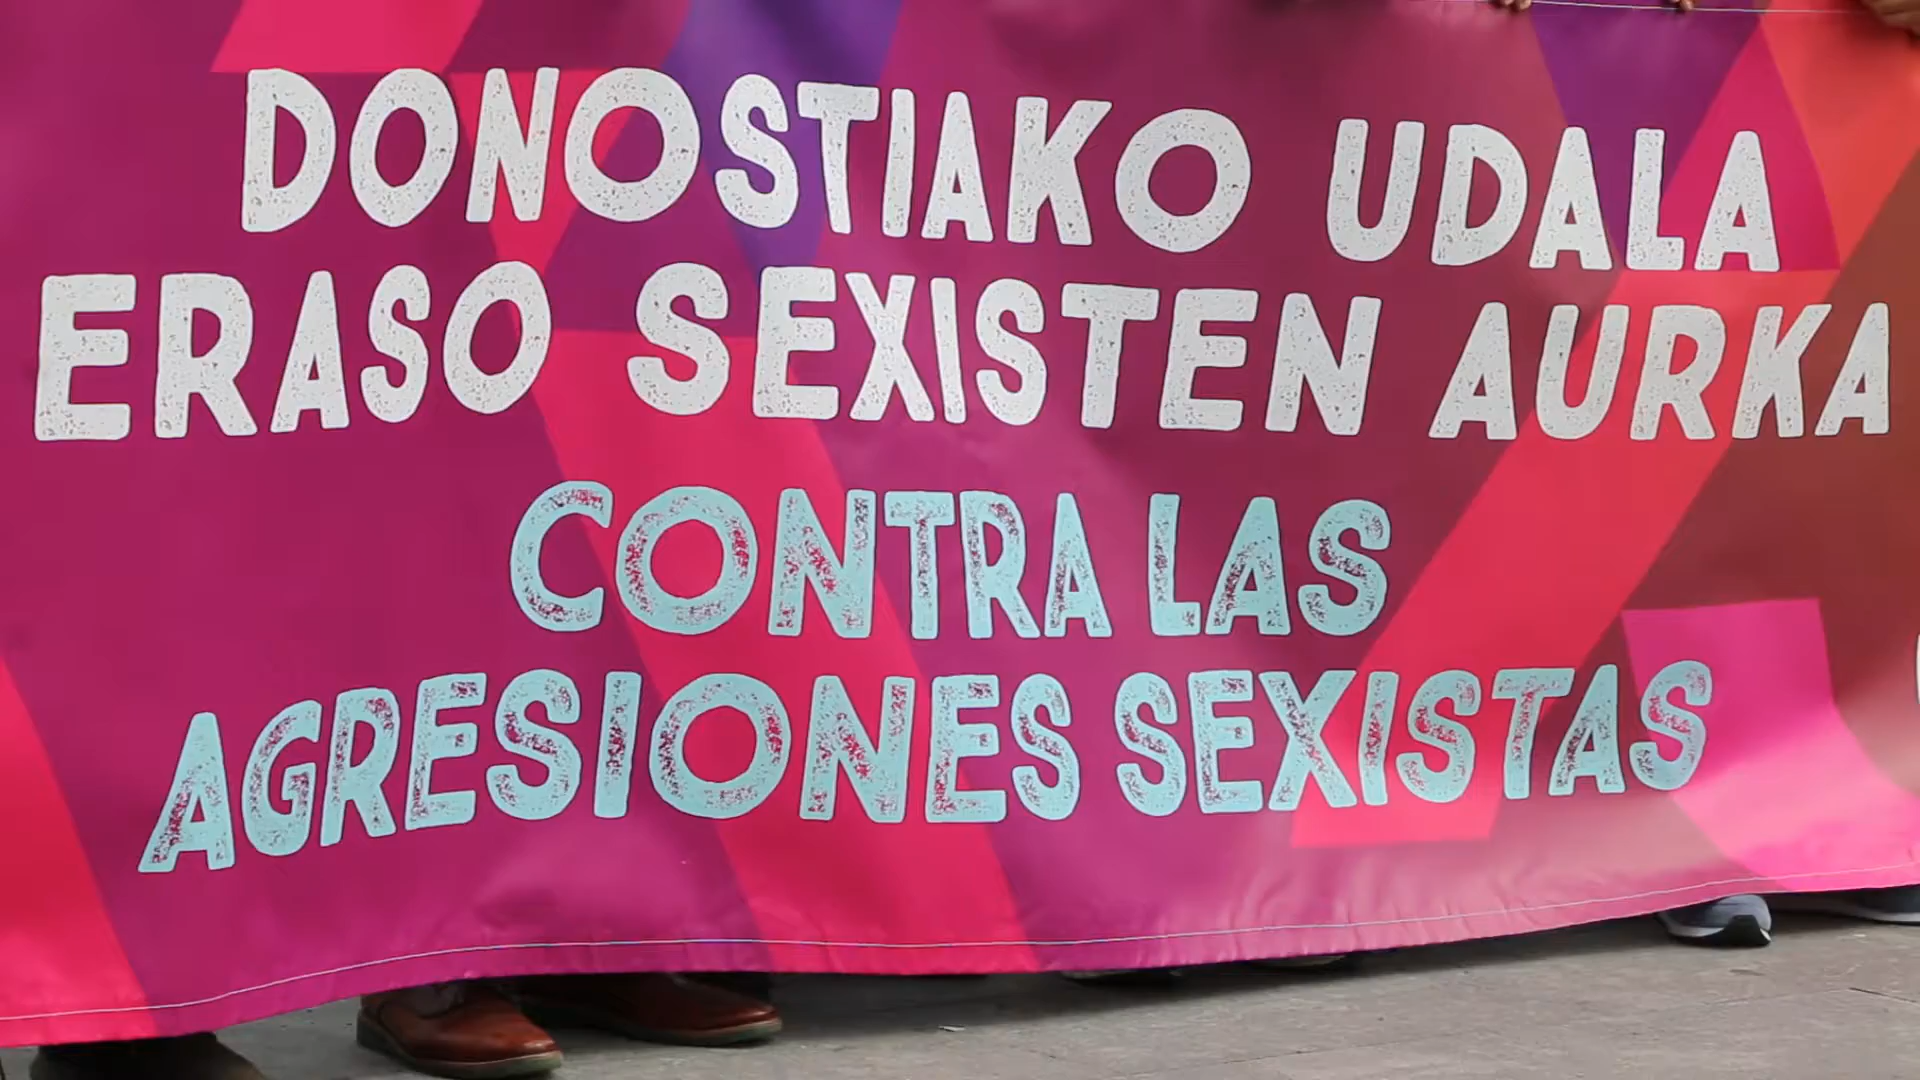 DONOSTIAKO UDALA
ERASO SEXISTEN AURKA
CONTRA LAS
AGRESIONES SEXISTAS